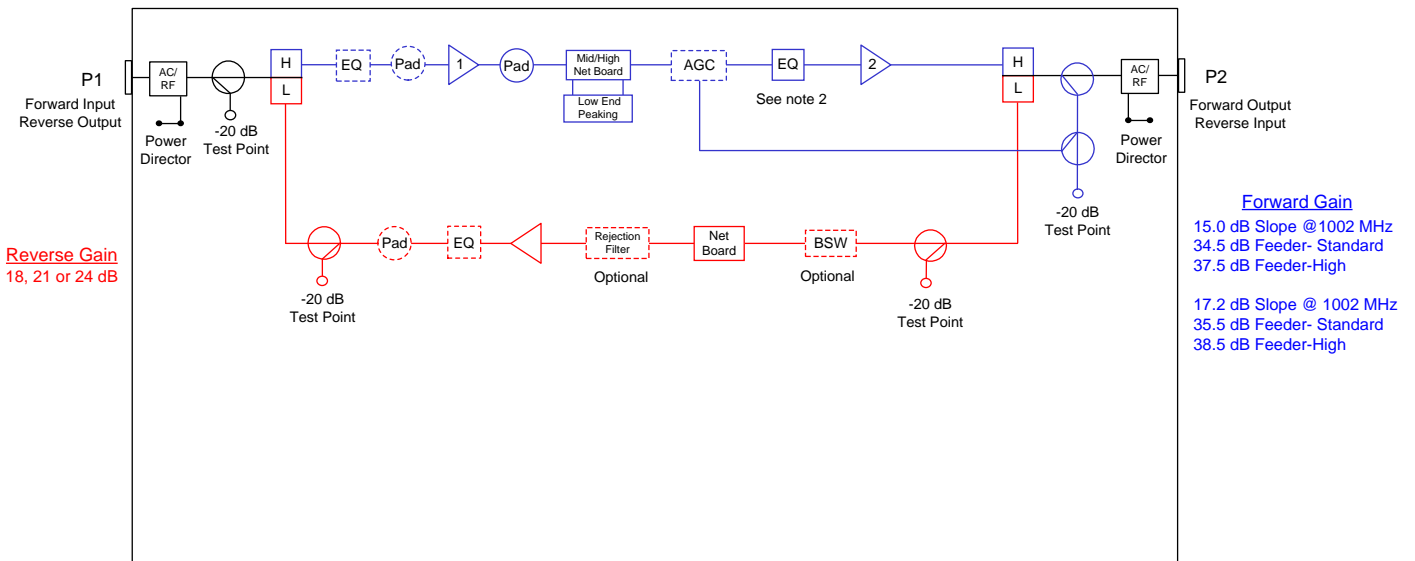 P1
Forward Input
Reverse Output
AC/
RF
Power
Director
-20 dB
Test Point
H
L
EQ
Pad
1
Pad
Mid/High
Net Board
Low End
Peaking
AGC
EQ
See note 2
2
H
L
-20 dB
Test Point
AC/
RF
Power
Director
P2
Forward Output
Reverse Input
Reverse Gain
18, 21 or 24 dB
-20 dB
Test Point
Pad
EQ
Rejection
Filter
Optional
Net
Board
BSW
Optional
-20 dB
Test Point
Forward Gain
15.0 dB Slope @1002 MHz
34.5 dB Feeder- Standard
37.5 dB Feeder-High
17.2 dB Slope @ 1002 MHz
35.5 dB Feeder- Standard
38.5 dB Feeder-High